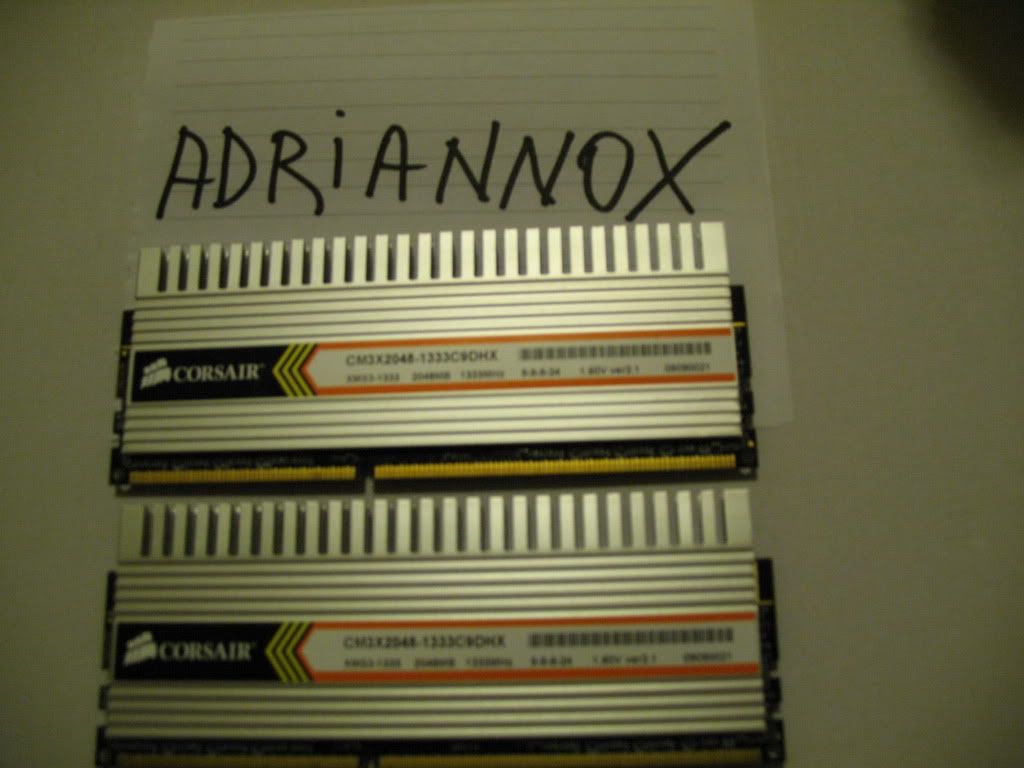 ADRiANNOX
CORSAIR
CM3X2048-1333C9DHX
XMS3-1333 2048MB 1333MHz 9-9-9-24 1.60V ver2.1
CORSAIR
CM3X2048-1333C9DHX
XMS3-1333 2048MB 1333MHz 9-9-9-24 1.60V ver2.1